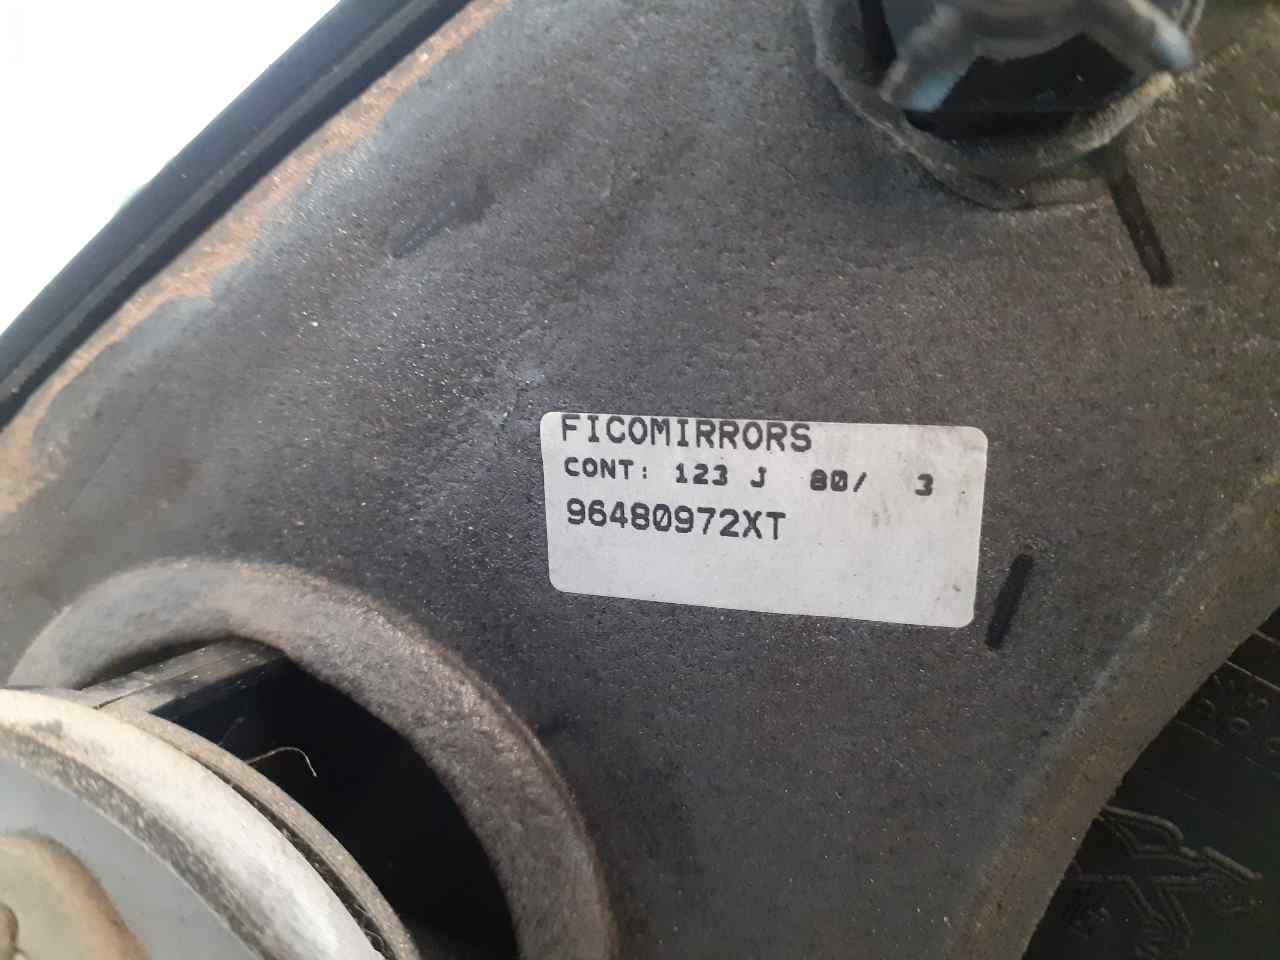 FICOMIRRORS
CONT: 123 J 80/ 3
96480972XT